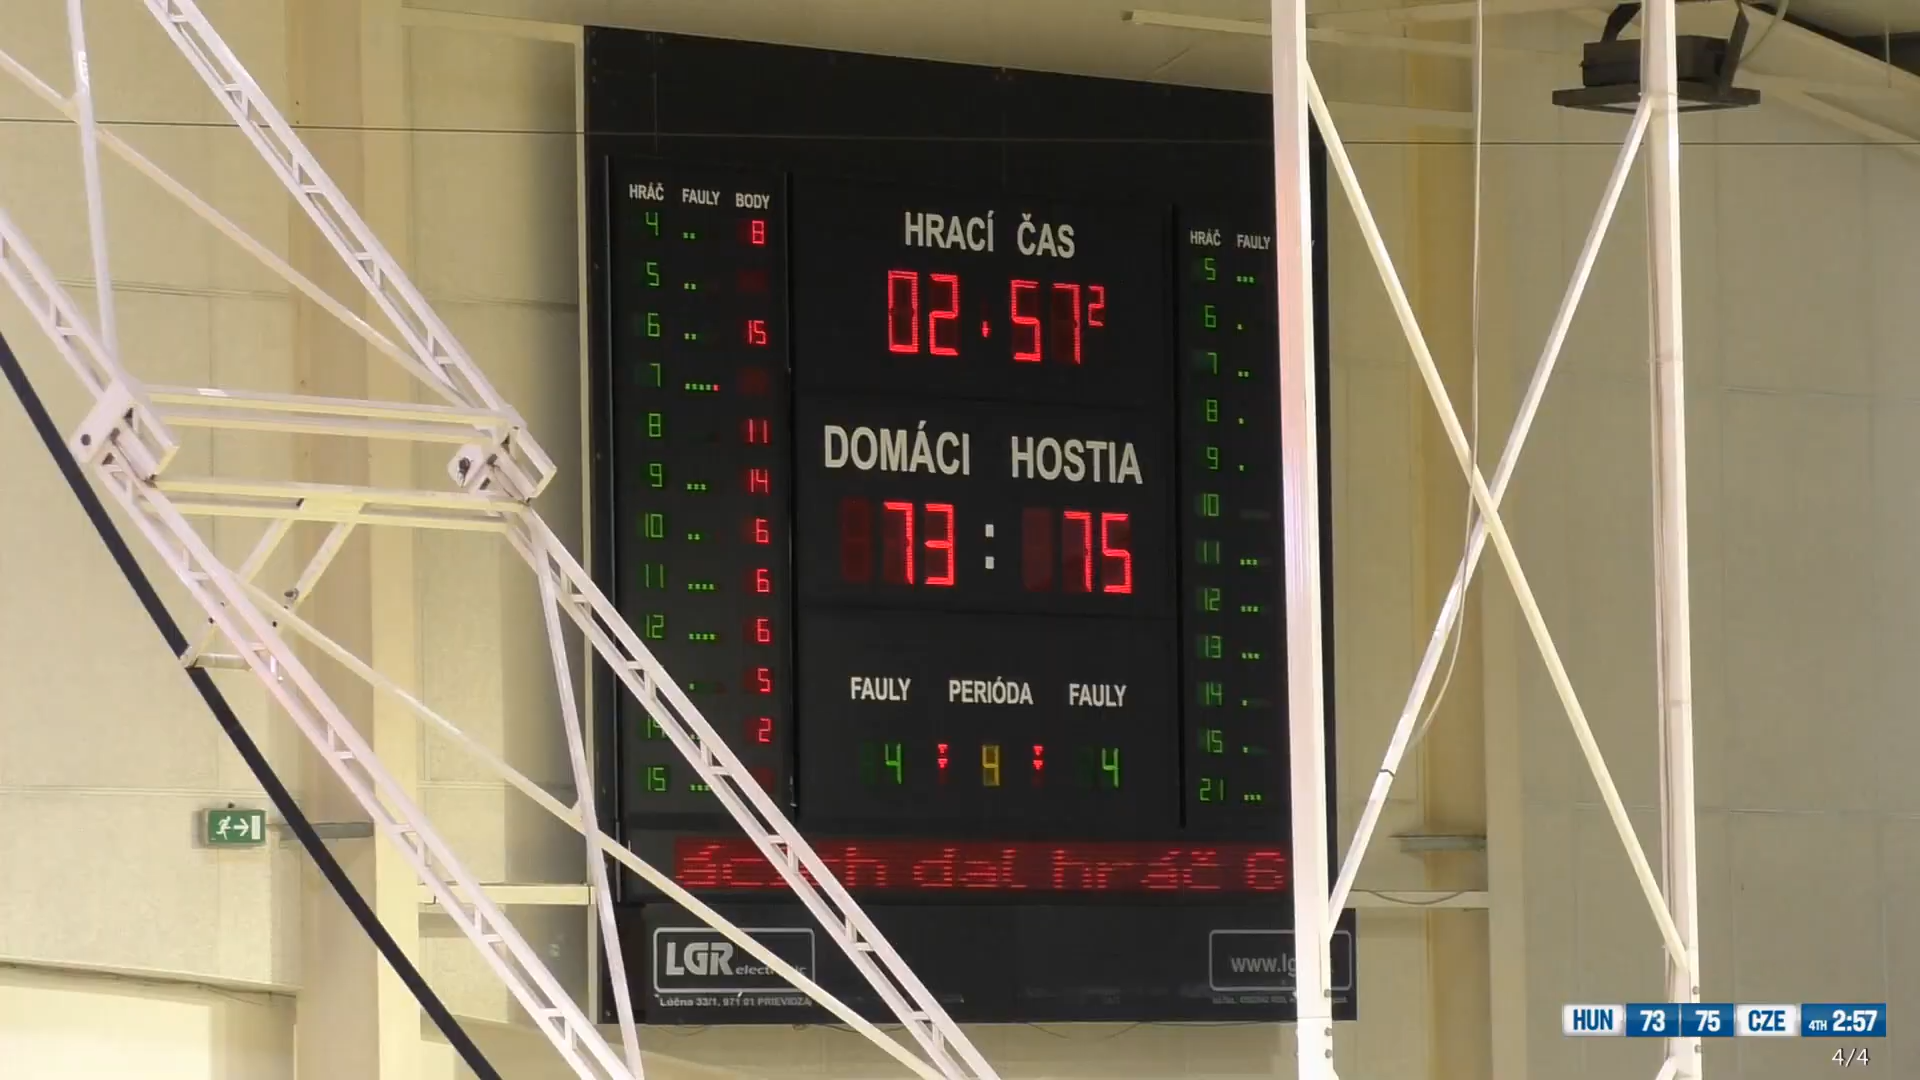 HRÁČ FAULY BODY
4 8
5
6 15
7
8 11
9 14
10 6
11 6
12 6
5
14 2
15
HRACÍ ČAS
02:57 2
DOMÁCI HOSTIA
73 : 75
FAULY PERIÓDA FAULY
4 : 4 : 4
HRÁČ FAULY
5
6
7
8
9
10
11
12
13
14
15
21
ácich dal hráč 6
LGR electronic
Lúčna 33/1, 971 01 PRIEVIDZA
www.lg
HUN 73 75 CZE 4TH 2:57
4/4